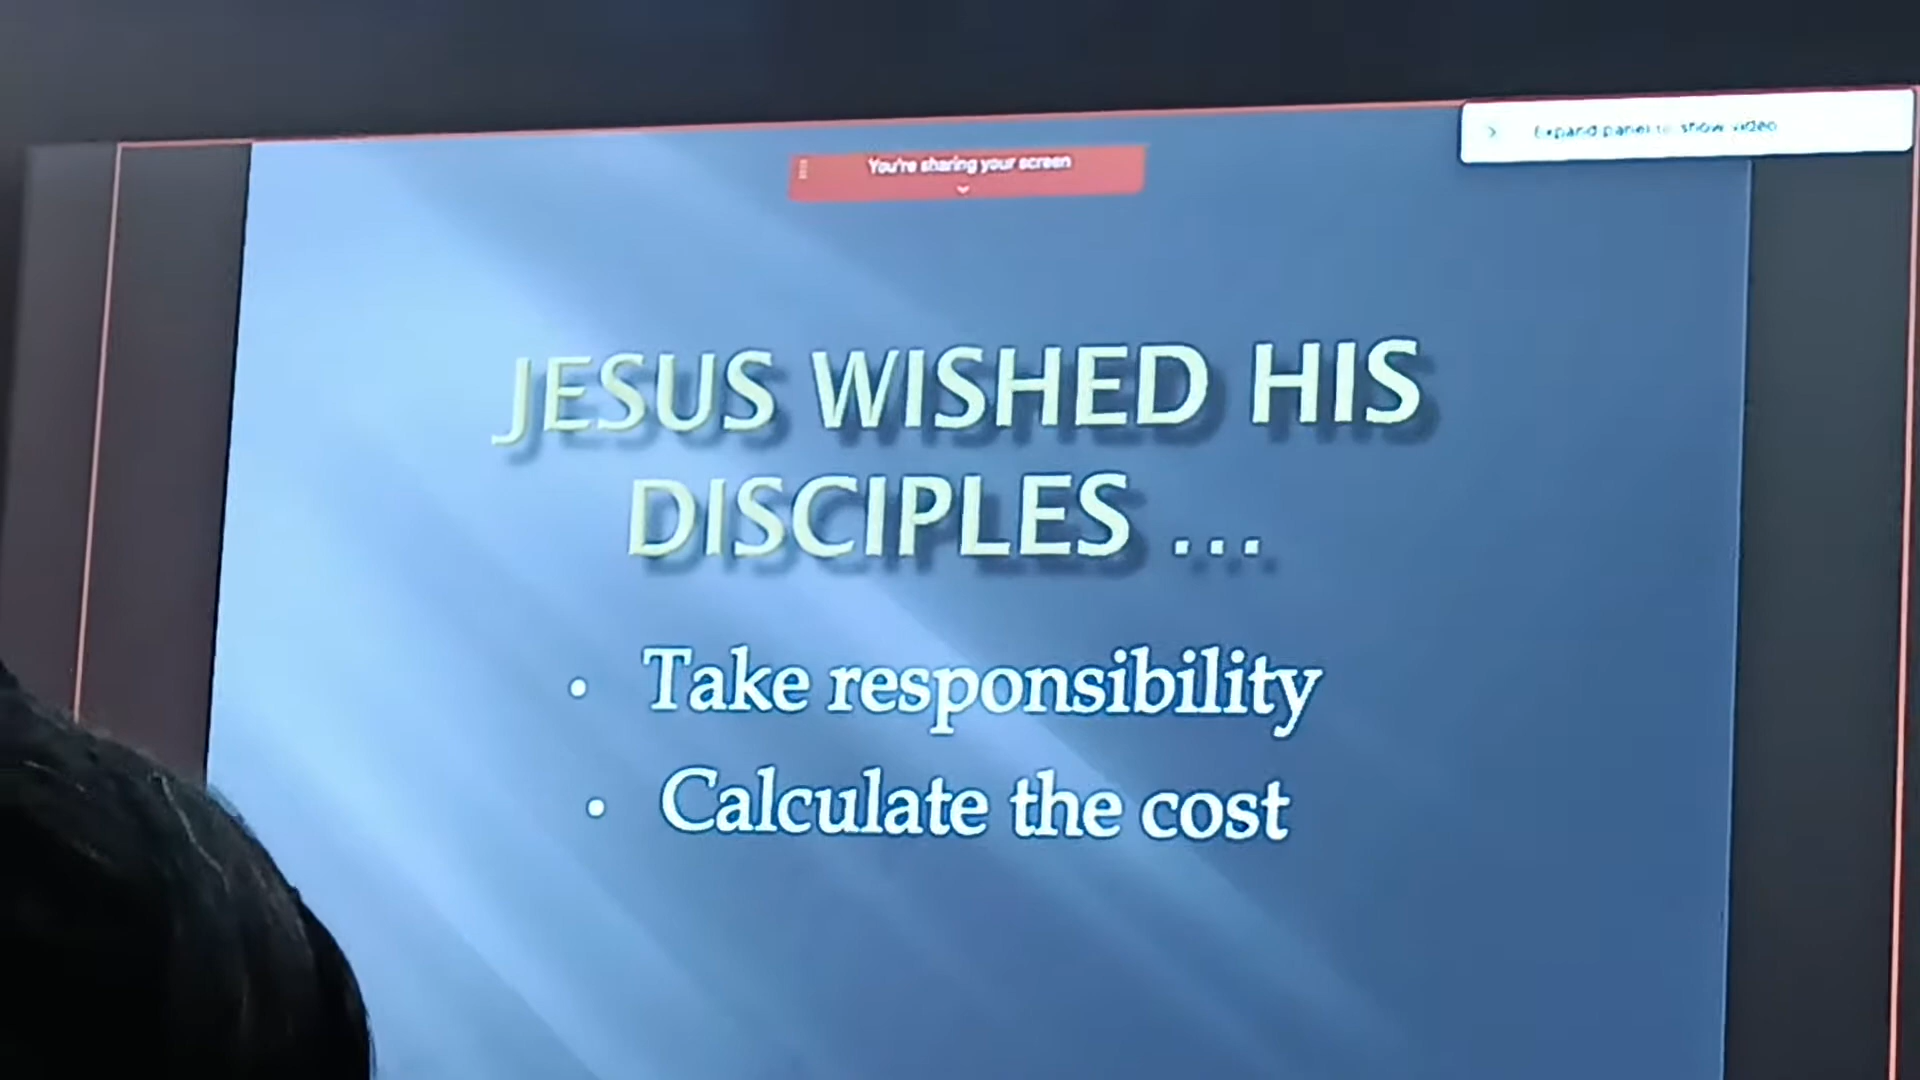 Expand panel to show video
You're sharing your screen
JESUS WISHED HIS
DISCIPLES ...
• Take responsibility
• Calculate the cost